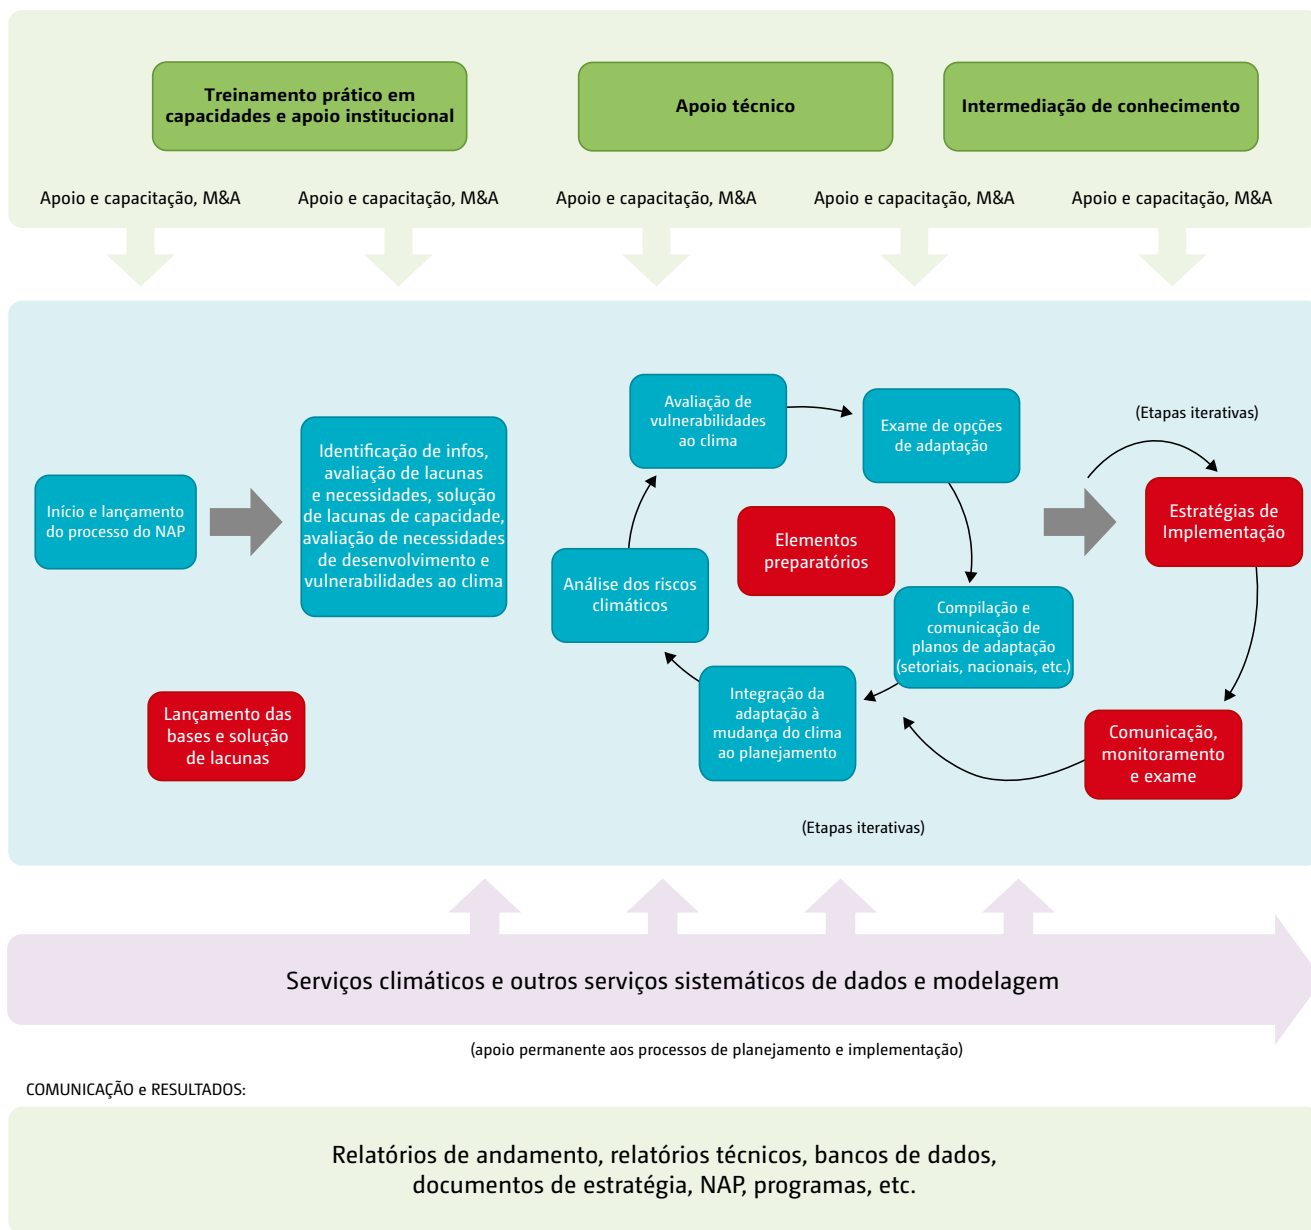 Treinamento prático em
capacidades e apoio institucional
Apoio técnico
Intermediação de conhecimento
Apoio e capacitação, M&A
Apoio e capacitação, M&A
Apoio e capacitação, M&A
Apoio e capacitação, M&A
Apoio e capacitação, M&A
Início e lançamento
do processo do NAP
Identificação de infos,
avaliação de lacunas
e necessidades, solução
de lacunas de capacidade,
avaliação de necessidades
de desenvolvimento e
vulnerabilidades ao clima
Lançamento das
bases e solução
de lacunas
Avaliação de
vulnerabilidades
ao clima
Exame de opções
de adaptação
Elementos
preparatórios
Análise dos riscos
climáticos
Compilação e
comunicação de
planos de adaptação
(setoriais, nacionais, etc.)
Integração da
adaptação à
mudança do clima
ao planejamento
(Etapas iterativas)
Estratégias de
Implementação
Comunicação,
monitoramento
e exame
(Etapas iterativas)
Serviços climáticos e outros serviços sistemáticos de dados e modelagem
(apoio permanente aos processos de planejamento e implementação)
COMUNICAÇÃO e RESULTADOS:
Relatórios de andamento, relatórios técnicos, bancos de dados,
documentos de estratégia, NAP, programas, etc.